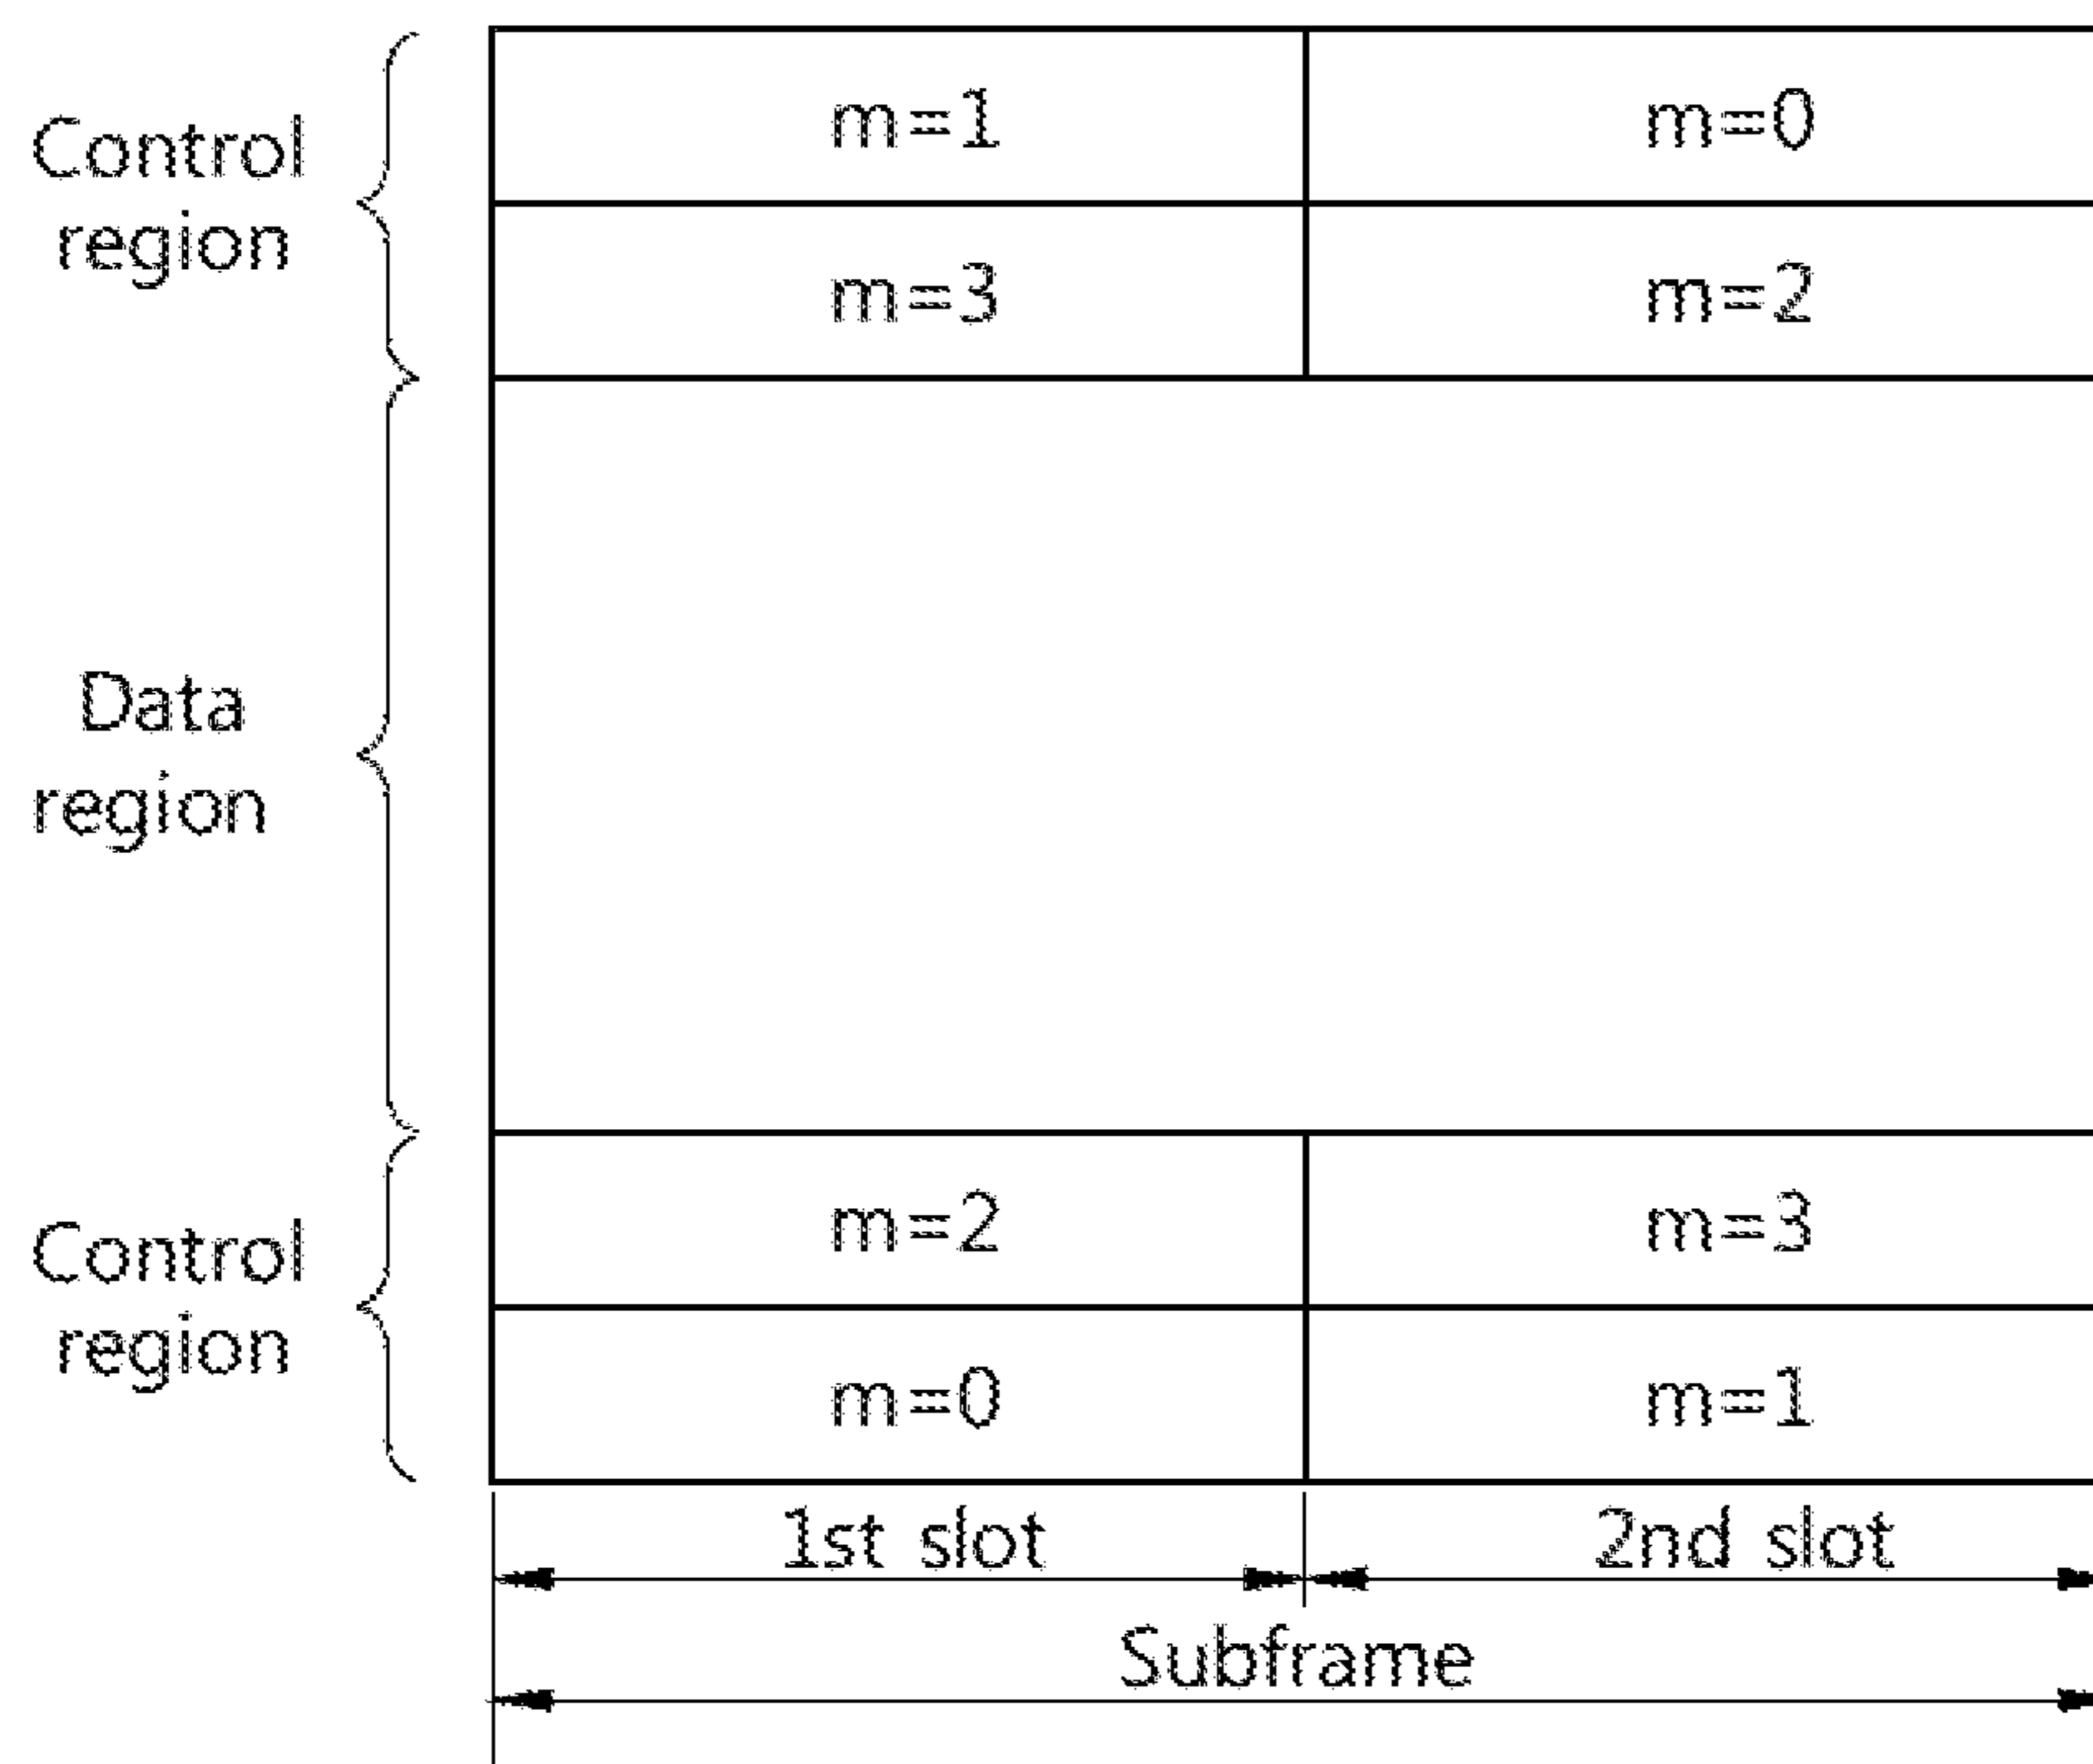 m=1 m=0
Control
region
m=3 m=2
Data
region
m=2 m=3
Control
region
m=0 m=1
1st slot 2nd slot
Subframe